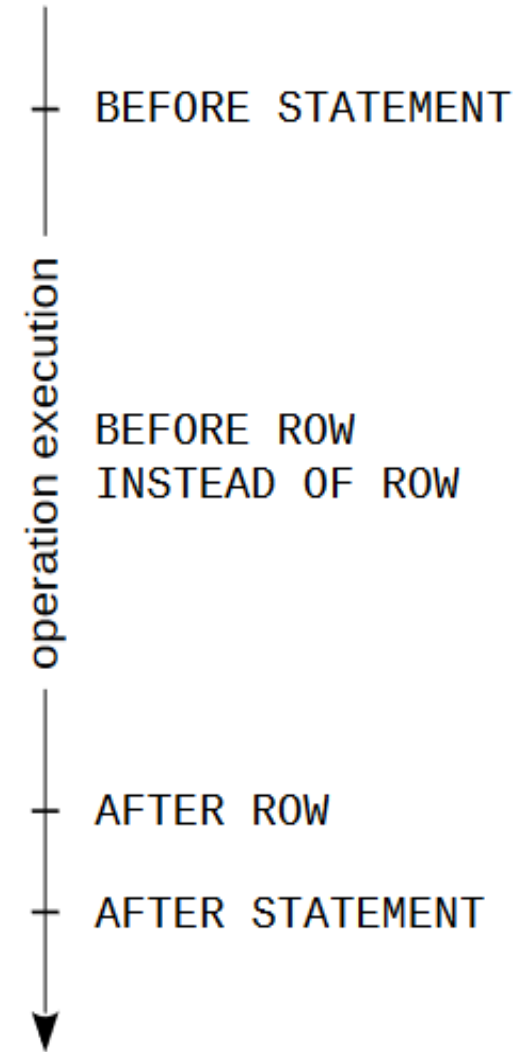 BEFORE STATEMENT
operation execution
BEFORE ROW
INSTEAD OF ROW
AFTER ROW
AFTER STATEMENT